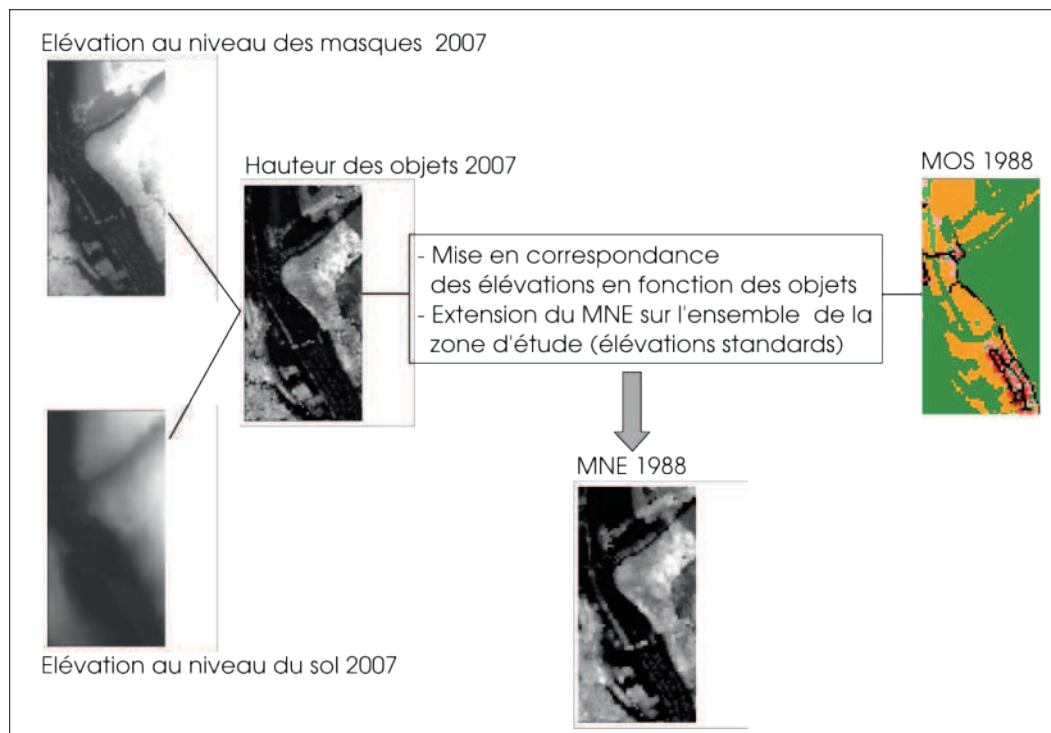 Elévation au niveau des masques 2007
Hauteur des objets 2007
MOS 1988
- Mise en correspondance
des élévations en fonction des objets
- Extension du MNE sur l'ensemble de la
zone d'étude (élévations standards)
MNE 1988
Elévation au niveau du sol 2007